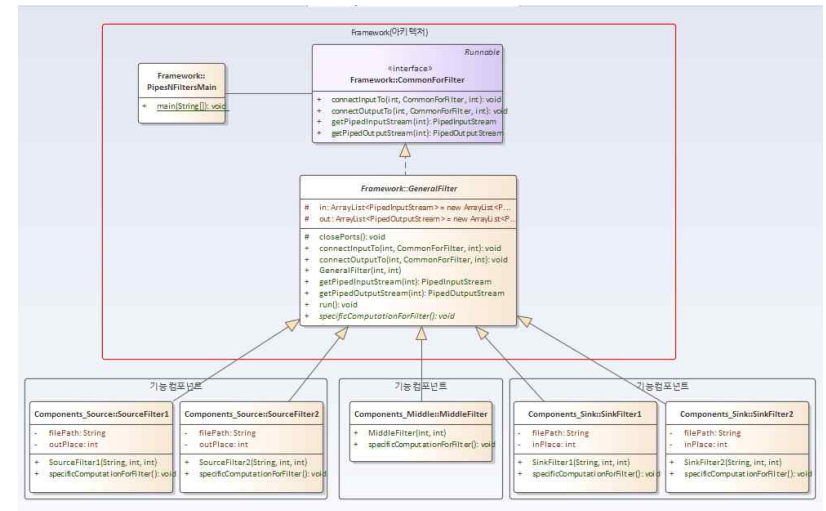 Framework(아키텍처)
Framework::
PipesNFiltersMain
+ main(String[]): void
Runnable
«interface»
Framework::CommonForFilter
+ connectInputTo(int, CommonForFilter, int): void
+ connectOutputTo(int, CommonForFilter, int): void
+ getPipedInputStream(int): PipedInputStream
+ getPipedOutputStream(int): PipedOutputStream
Framework::GeneralFilter
# in: ArrayList<PipedInputStream> = new ArrayList<P...
# out: ArrayList<PipedOutputStream> = new ArrayList<P...
# closePorts(): void
+ connectInputTo(int, CommonForFilter, int): void
+ connectOutputTo(int, CommonForFilter, int): void
+ GeneralFilter(int, int)
+ getPipedInputStream(int): PipedInputStream
+ getPipedOutputStream(int): PipedOutputStream
+ run(): void
+ specificComputationForFilter(): void
기능컴포넌트
Components_Source::SourceFilter1
- filePath: String
- outPlace: int
+ SourceFilter1(String, int, int)
+ specificComputationForFilter(): void
Components_Source::SourceFilter2
- filePath: String
- outPlace: int
+ SourceFilter2(String, int, int)
+ specificComputationForFilter(): void
기능컴포넌트
Components_Middle::MiddleFilter
+ MiddleFilter(int, int)
+ specificComputationForFilter(): void
기능컴포넌트
Components_Sink::SinkFilter1
- filePath: String
- inPlace: int
+ SinkFilter1(String, int, int)
+ specificComputationForFilter(): void
Components_Sink::SinkFilter2
- filePath: String
- inPlace: int
+ SinkFilter2(String, int, int)
+ specificComputationForFilter(): void